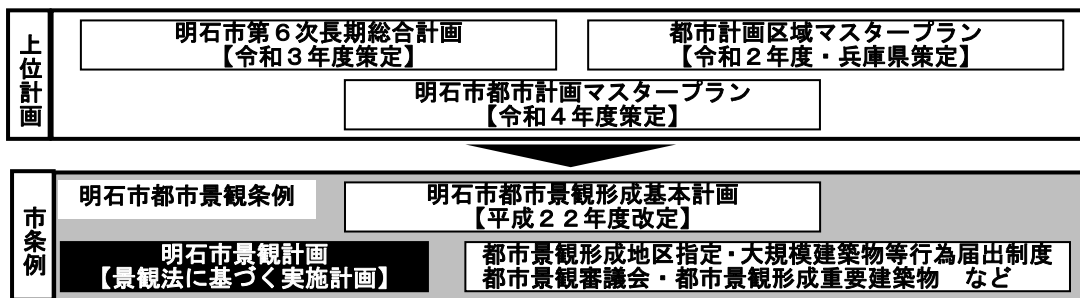 上位計画
明石市第６次長期総合計画
【令和３年度策定】
都市計画区域マスタープラン
【令和２年度・兵庫県策定】
明石市都市計画マスタープラン
【令和４年度策定】
市条例
明石市都市景観条例
明石市都市景観形成基本計画
【平成２２年度改定】
明石市景観計画
【景観法に基づく実施計画】
都市景観形成地区指定・大規模建築物等行為届出制度
都市景観審議会・都市景観形成重要建築物　など